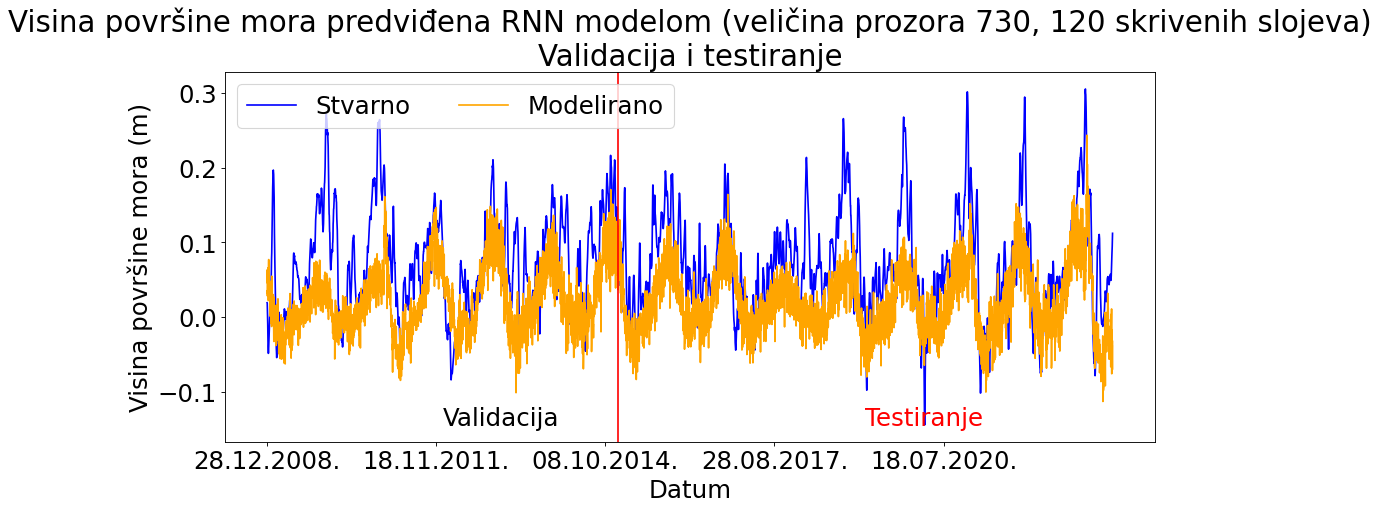 Visina površine mora predviđena RNN modelom (veličina prozora 730, 120 skrivenih slojeva)
Validacija i testiranje
Stvarno
Modelirano
Visina površine mora (m)
0.3
0.2
0.1
0.0
−0.1
Validacija
Testiranje
28.12.2008.
18.11.2011.
08.10.2014.
28.08.2017.
18.07.2020.
Datum